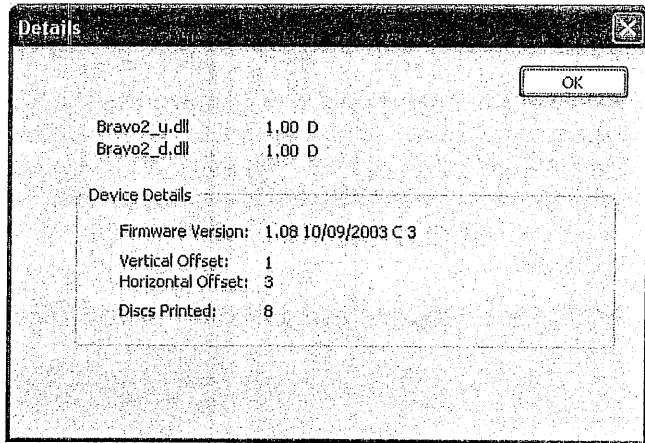 Details
OK
Bravo2_u.dll 1.00 D
Bravo2_d.dll 1.00 D
Device Details
Firmware Version: 1.08 10/09/2003 C 3
Vertical Offset: 1
Horizontal Offset: 3
Discs Printed: 8